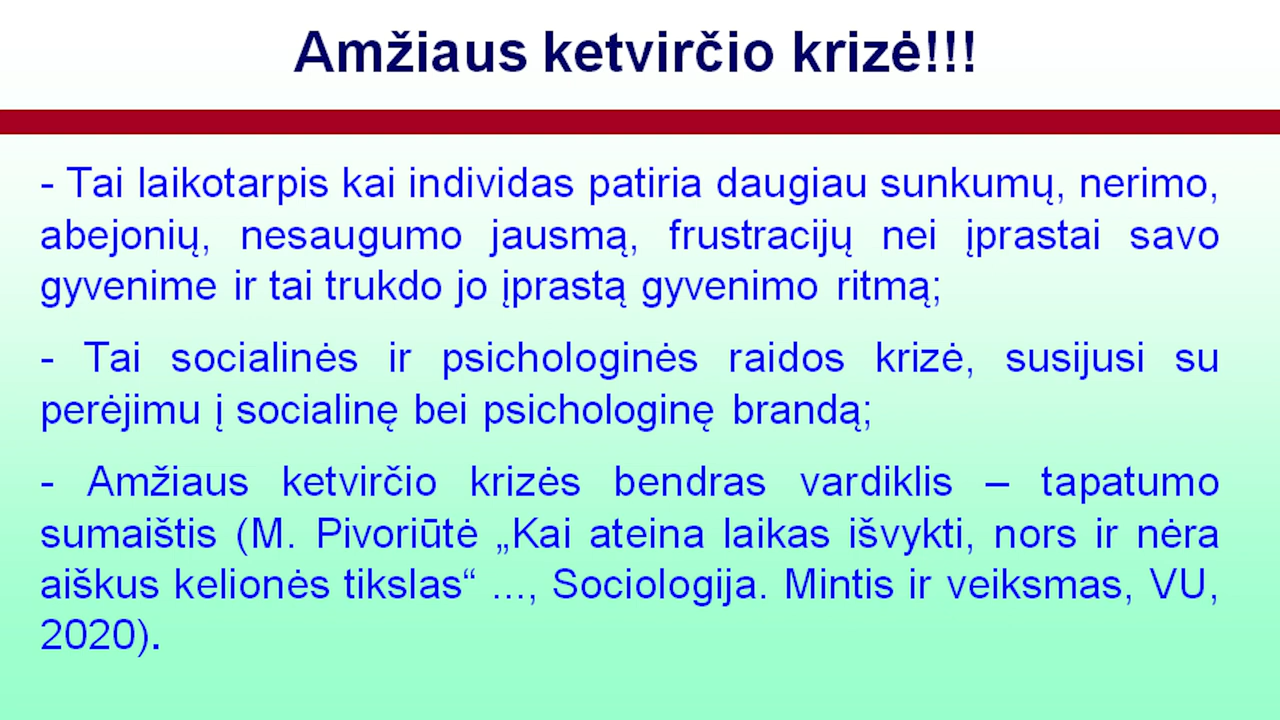 Amžiaus ketvirčio krizė!!!
- Tai laikotarpis kai individas patiria daugiau sunkumų, nerimo,
abejonių, nesaugumo jausmą, frustracijų nei įprastai savo
gyvenime ir tai trukdo jo įprastą gyvenimo ritmą;
- Tai socialinės ir psichologinės raidos krizė, susijusi su
perėjimu į socialinę bei psichologinę brandą;
- Amžiaus ketvirčio krizės bendras vardiklis – tapatumo
sumaištis (M. Pivoriūtė „Kai ateina laikas išvykti, nors ir nėra
aiškus kelionės tikslas“ ..., Sociologija. Mintis ir veiksmas, VU,
2020).